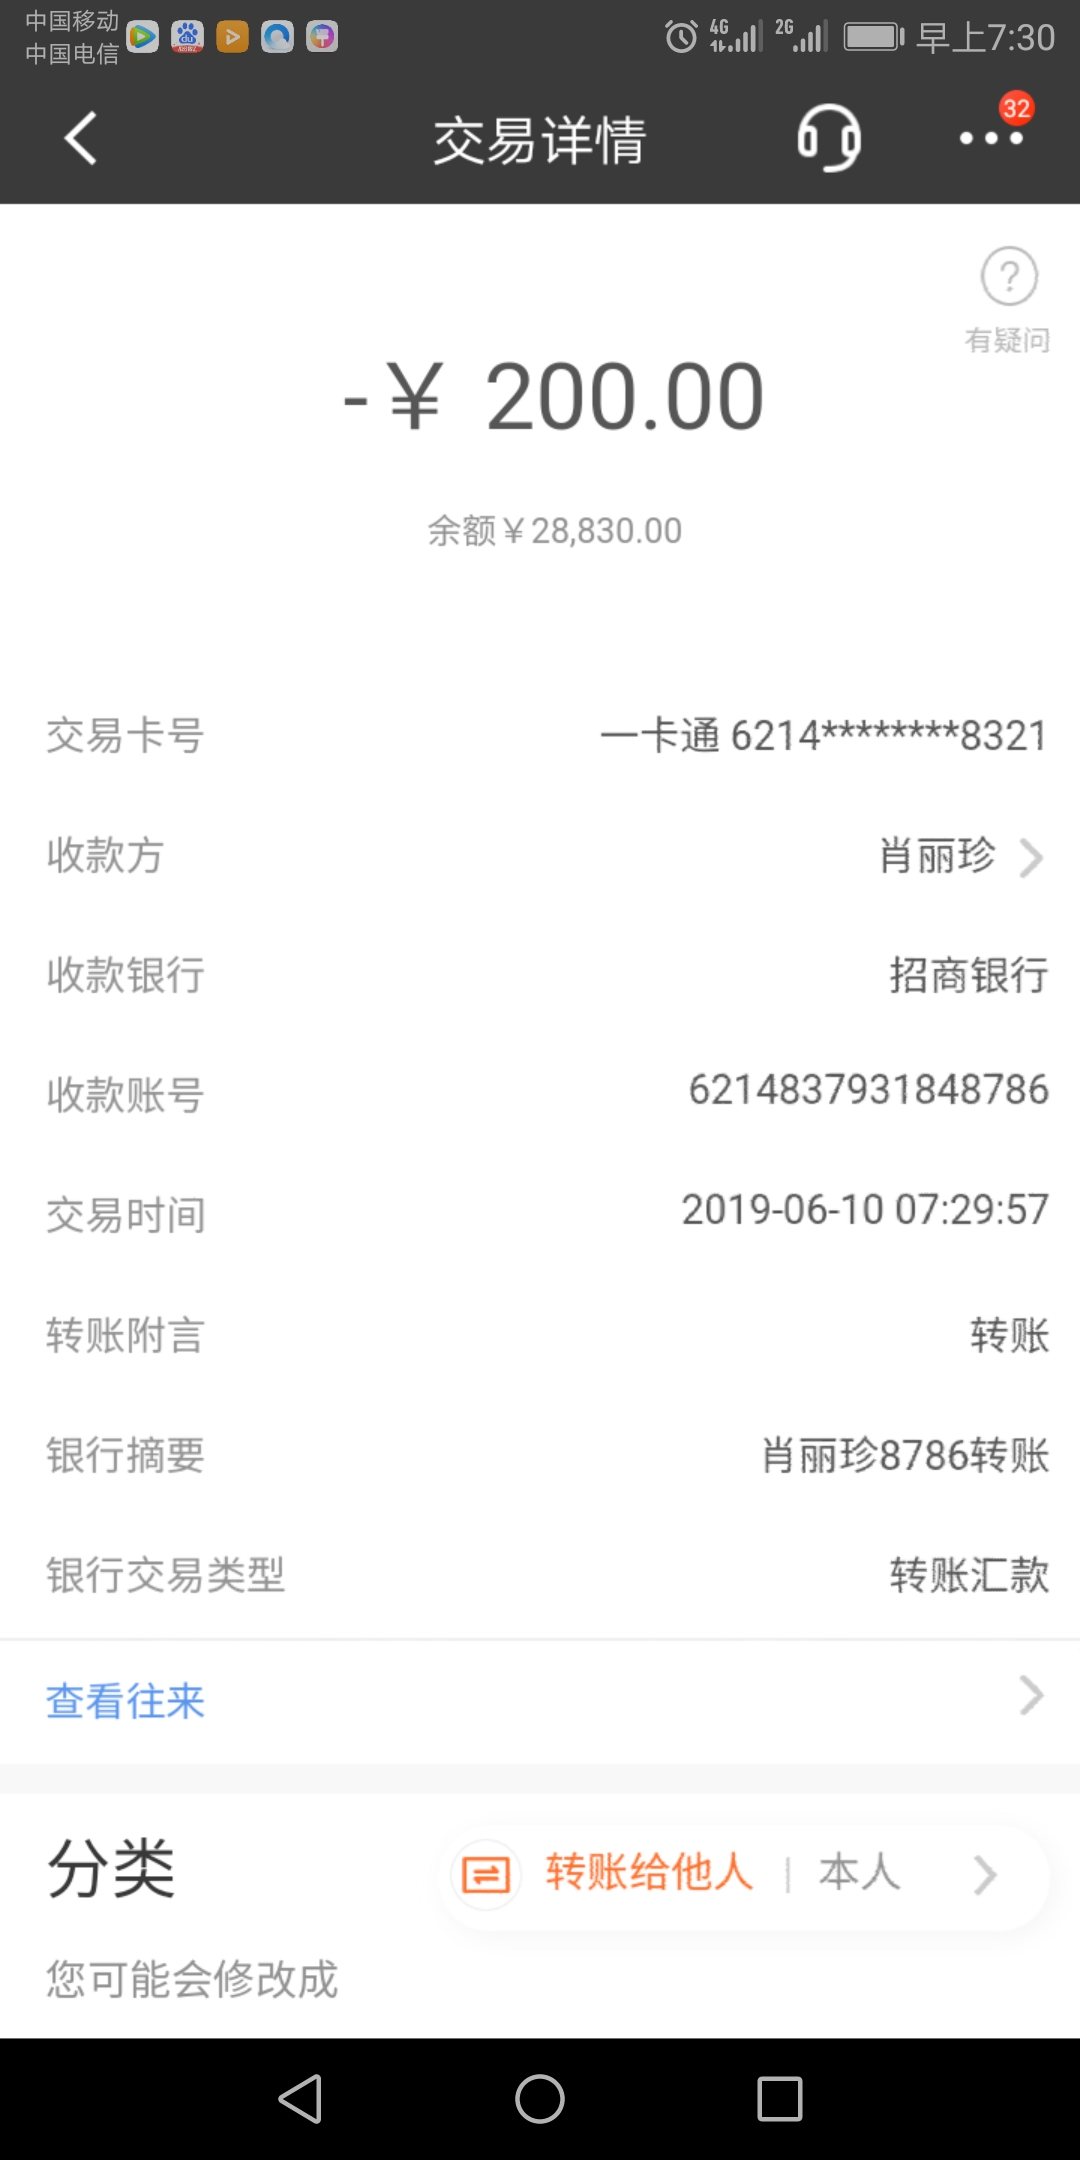 中国移动
中国电信
4G
2G
早上7:30
交易详情
32
?
有疑问
-¥ 200.00
余额¥28,830.00
交易卡号 一卡通 6214********8321
收款方 肖丽珍
收款银行 招商银行
收款账号 6214837931848786
交易时间 2019-06-10 07:29:57
转账附言 转账
银行摘要 肖丽珍8786转账
银行交易类型 转账汇款
查看往来
分类 转账给他人 | 本人
您可能会修改成